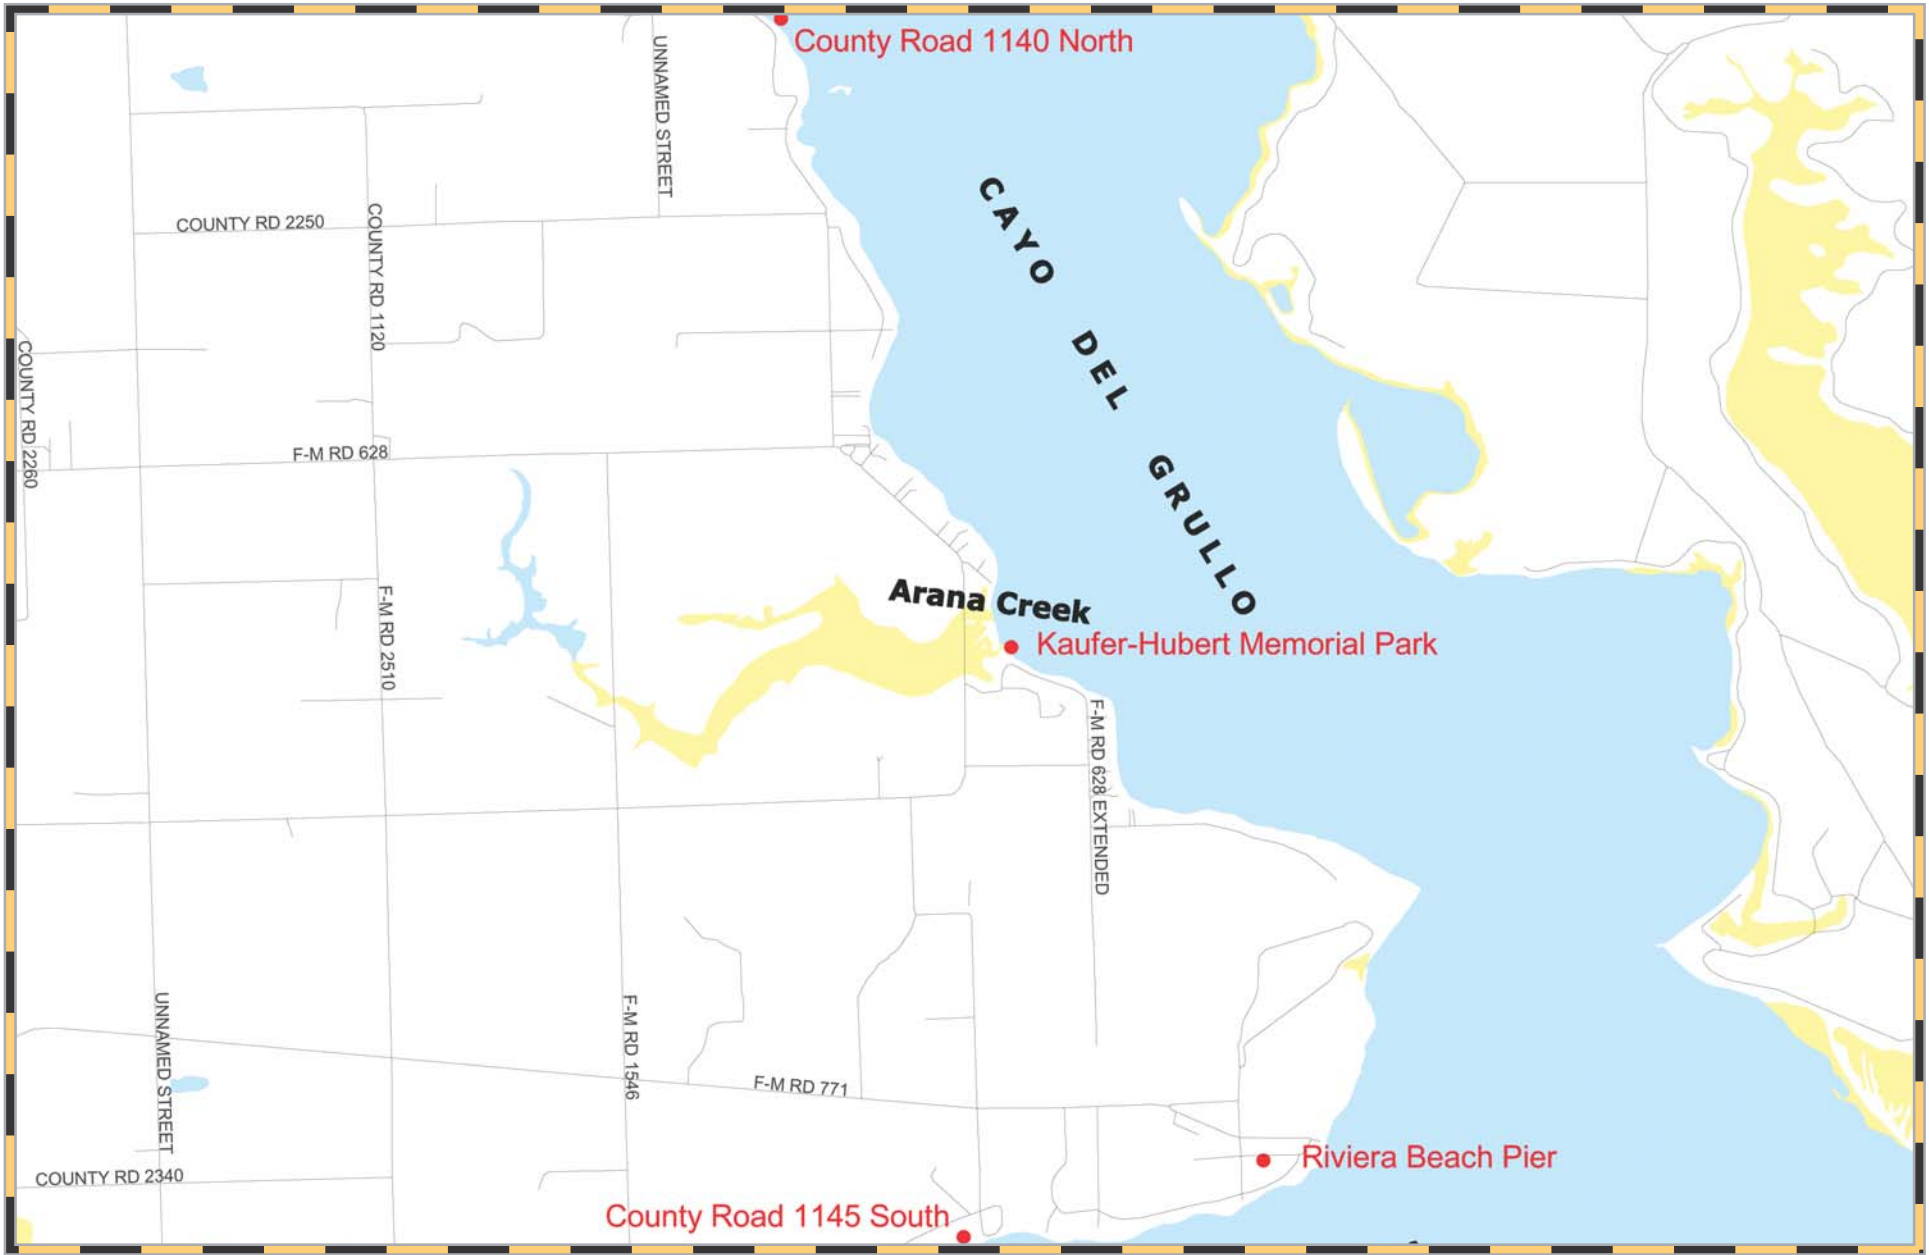 County Road 1140 North
UNNAMED STREET
CAYO DEL GRULLO
COUNTY RD 2250
COUNTY RD 1120
COUNTY RD 2260
F-M RD 628
Arana Creek
F-M RD 2510
Kaufer-Hubert Memorial Park
F-M RD 628 EXTENDED
UNNAMED STREET
F-M RD 1546
F-M RD 771
Riviera Beach Pier
COUNTY RD 2340
County Road 1145 South